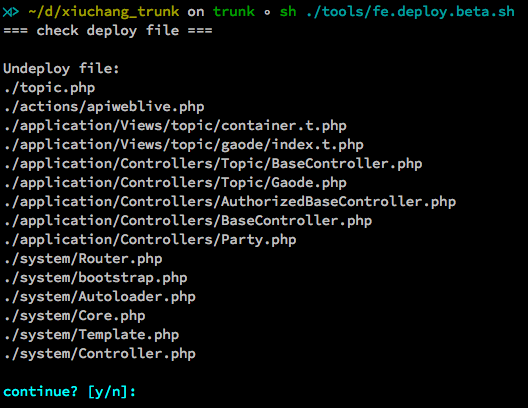 ~/d/xiuchang_trunk on trunk ∘ sh ./tools/fe.deploy.beta.sh
=== check deploy file ===
Undeploy file:
./topic.php
./actions/apiweblive.php
./application/Views/topic/container.t.php
./application/Views/topic/gaode/index.t.php
./application/Controllers/Topic/BaseController.php
./application/Controllers/Topic/Gaode.php
./application/Controllers/AuthorizedBaseController.php
./application/Controllers/BaseController.php
./application/Controllers/Party.php
./system/Router.php
./system/bootstrap.php
./system/Autoloader.php
./system/Core.php
./system/Template.php
./system/Controller.php
continue? [y/n]: